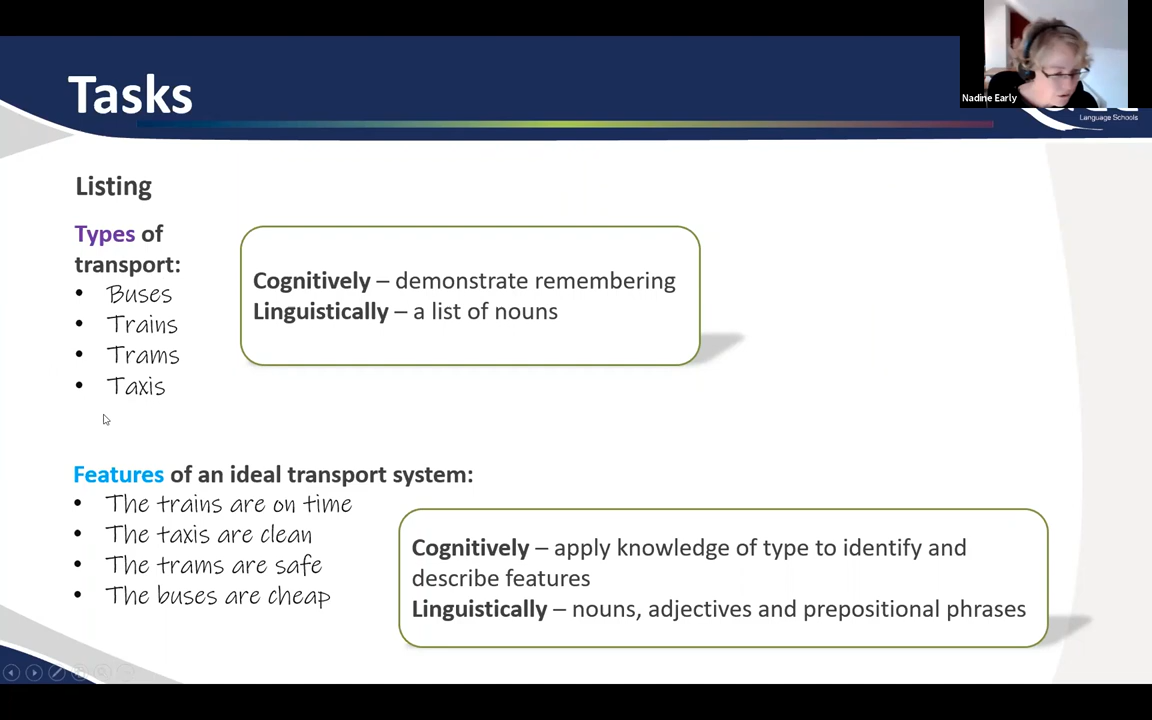 Tasks
Nadine Early
Language Schools
Listing
Types of
transport:
• Buses
• Trains
• Trams
• Taxis
Cognitively – demonstrate remembering
Linguistically – a list of nouns
Features of an ideal transport system:
• The trains are on time
• The taxis are clean
• The trams are safe
• The buses are cheap
Cognitively – apply knowledge of type to identify and
describe features
Linguistically – nouns, adjectives and prepositional phrases